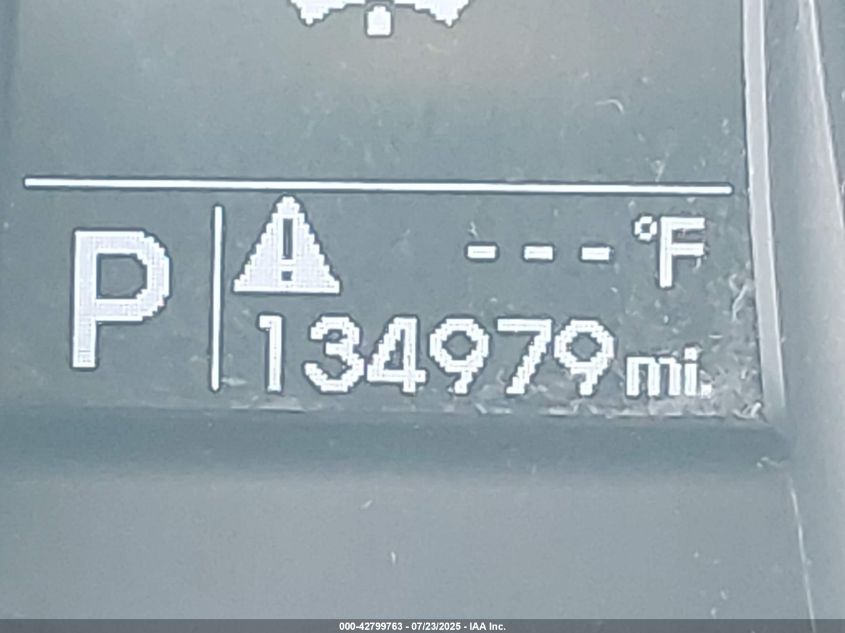 P
--- °F
134979 mi.
000-42799763 - 07/23/2025 - IAA Inc.